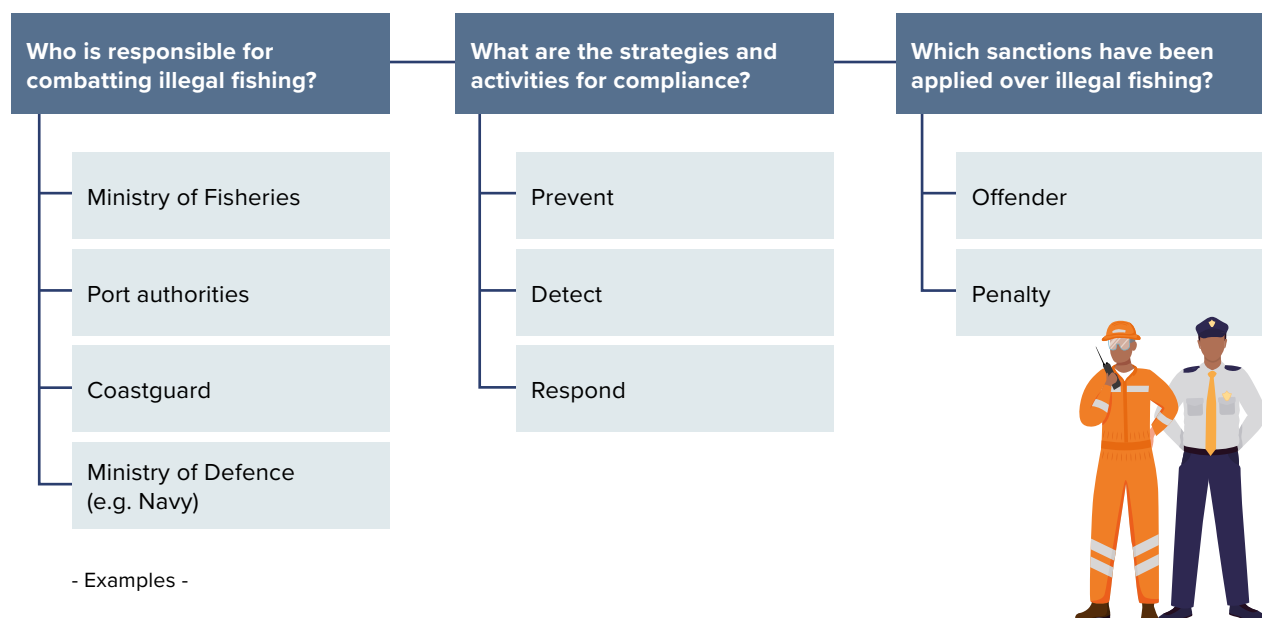 Who is responsible for
combatting illegal fishing?
Ministry of Fisheries
Port authorities
Coastguard
Ministry of Defence
(e.g. Navy)
- Examples -
What are the strategies and
activities for compliance?
Prevent
Detect
Respond
Which sanctions have been
applied over illegal fishing?
Offender
Penalty